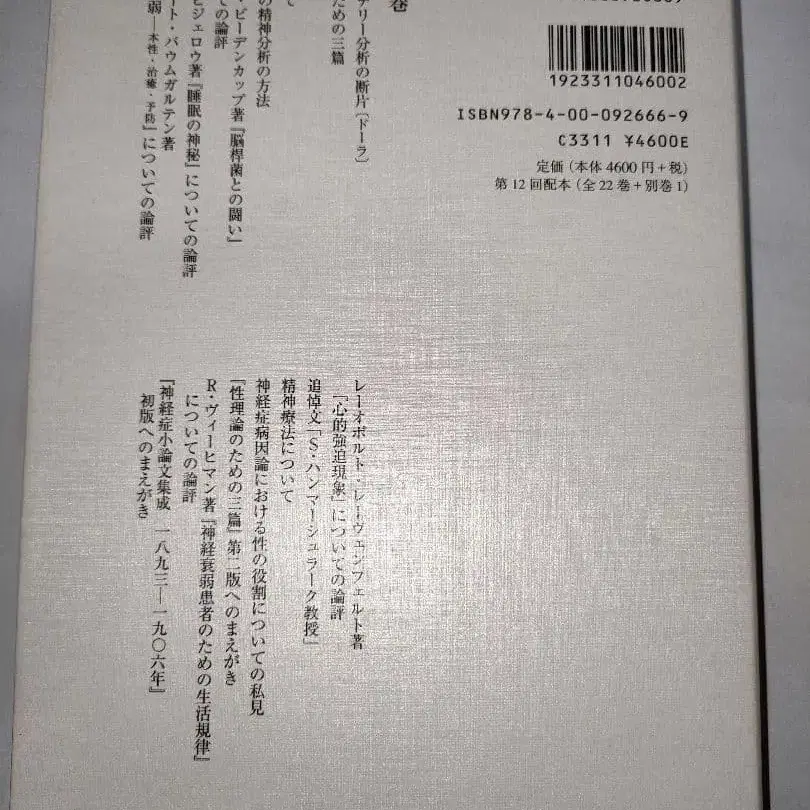 巻
テリー分析の断片〔ドーラ〕
ための三篇
て
の精神分析の方法
・ビーデンカップ著『脳桿菌との闘い』
ての論評
ビジェロウ著『睡眠の神秘』についての論評
ート・バウムガルテン著
弱――本性・治癒・予防』についての論評
1923311046002
ISBN978-4-00-092666-9
C3311 ¥4600E
定価(本体4600円+税)
第12回配本(全22巻+別巻1)
レーオポルト・レーヴェンフェルト著
『心的強迫現象』についての論評
追悼文「S・ハンマーシュラーク教授」
精神療法について
神経症病因論における性の役割についての私見
『性理論のための三篇』第二版へのまえがき
R・ヴィーヒマン著『神経衰弱患者のための生活規律』
についての論評
『神経症小論文集成 一八九三―一九〇六年』
初版へのまえがき